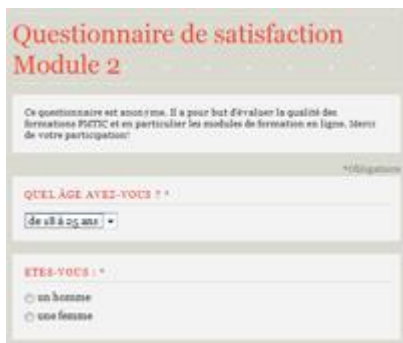 Questionnaire de satisfaction
Module 2
Ce questionnaire est anonyme. Il a pour but d'évaluer la qualité des
formations PMTIC et en particulier les modules de formation en ligne. Merci
de votre participation!
*Obligatoire
QUEL ÂGE AVEZ-VOUS ? *
de 18 à 25 ans
ETES-VOUS : *
un homme
une femme